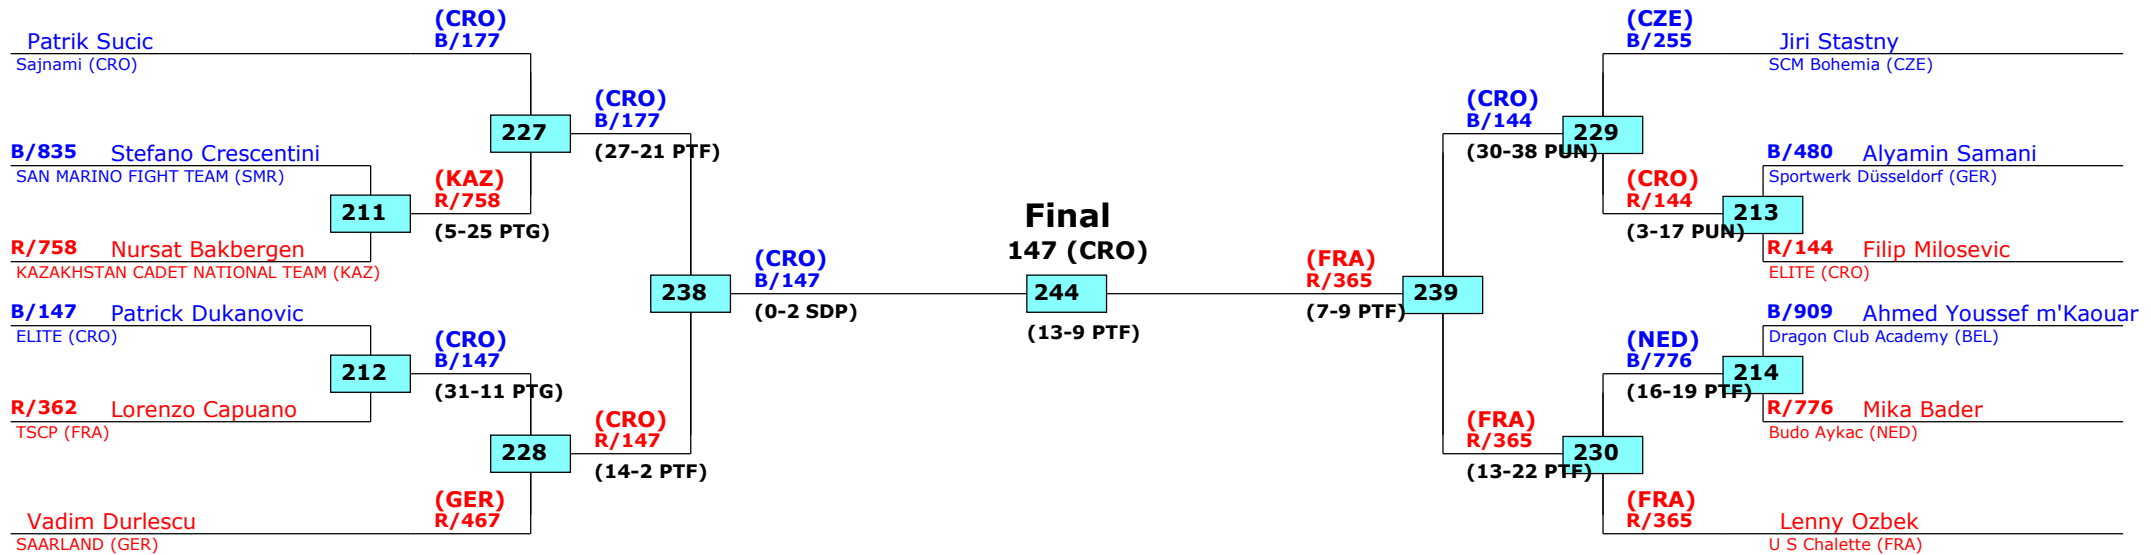 (CRO)
B/177
Patrik Sucic
Sajnami (CRO)
B/835 Stefano Crescentini
SAN MARINO FIGHT TEAM (SMR)
211
R/758 Nursat Bakbergen
KAZAKHSTAN CADET NATIONAL TEAM (KAZ)
(KAZ)
R/758
(5-25 PTG)
227
(CRO)
B/177
(27-21 PTF)
B/147 Patrick Dukanovic
ELITE (CRO)
212
R/362 Lorenzo Capuano
TSCP (FRA)
(CRO)
B/147
(31-11 PTG)
228
(CRO)
R/147
(14-2 PTF)
(GER)
R/467
Vadim Durlescu
SAARLAND (GER)
238
(CRO)
B/147
(0-2 SDP)
Final
147 (CRO)
244
(13-9 PTF)
(FRA)
R/365
(7-9 PTF)
239
(CRO)
B/144
(30-38 PUN)
229
(CZE)
B/255
Jiri Stastny
SCM Bohemia (CZE)
(CRO)
R/144
(3-17 PUN)
213
B/480 Alyamin Samani
Sportwerk Düsseldorf (GER)
R/144 Filip Milosevic
ELITE (CRO)
B/909 Ahmed Youssef m'Kaouar
Dragon Club Academy (BEL)
214
(NED)
B/776
(16-19 PTF)
R/776 Mika Bader
Budo Aykac (NED)
(FRA)
R/365
(13-22 PTF)
230
(FRA)
R/365
Lenny Ozbek
U S Chalette (FRA)